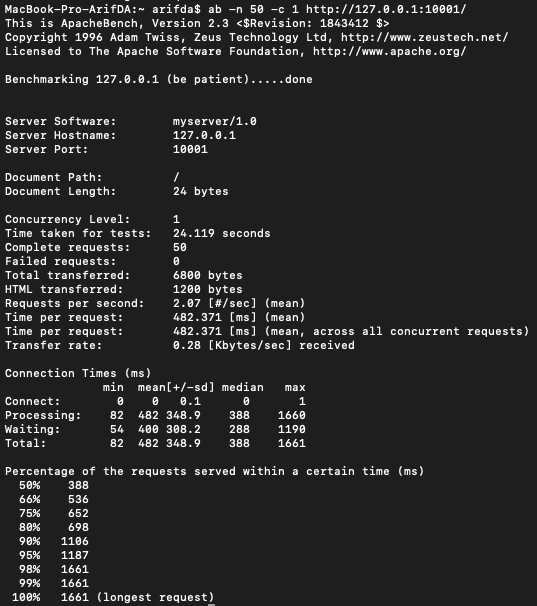 MacBook-Pro-ArifDA:~ arifda$ ab -n 50 -c 1 http://127.0.0.1:10001/
This is ApacheBench, Version 2.3 <$Revision: 1843412 $>
Copyright 1996 Adam Twiss, Zeus Technology Ltd, http://www.zeustech.net/
Licensed to The Apache Software Foundation, http://www.apache.org/

Benchmarking 127.0.0.1 (be patient).....done


Server Software:        myserver/1.0
Server Hostname:        127.0.0.1
Server Port:            10001

Document Path:          /
Document Length:        24 bytes

Concurrency Level:      1
Time taken for tests:   24.119 seconds
Complete requests:      50
Failed requests:        0
Total transferred:      6800 bytes
HTML transferred:       1200 bytes
Requests per second:    2.07 [#/sec] (mean)
Time per request:       482.371 [ms] (mean)
Time per request:       482.371 [ms] (mean, across all concurrent requests)
Transfer rate:          0.28 [Kbytes/sec] received

Connection Times (ms)
              min  mean[+/-sd] median   max
Connect:        0    0   0.1      0       1
Processing:    82  482 348.9    388    1660
Waiting:       54  400 308.2    288    1190
Total:         82  482 348.9    388    1661

Percentage of the requests served within a certain time (ms)
  50%    388
  66%    536
  75%    652
  80%    698
  90%   1106
  95%   1187
  98%   1661
  99%   1661
 100%   1661 (longest request)